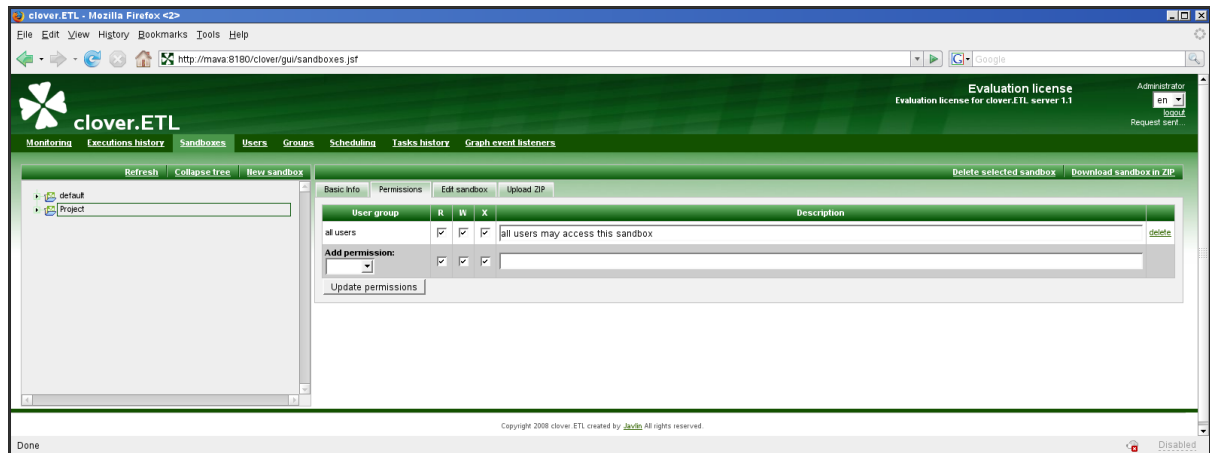 clover.ETL - Mozilla Firefox <2>
File Edit View History Bookmarks Tools Help
http://mava:8180/clover/gui/sandboxes.jsf
G Google
clover.ETL
Evaluation license
Evaluation license for clover.ETL server 1.1
Administrator
en
logout
Request sent...
Monitoring Executions history Sandboxes Users Groups Scheduling Tasks history Graph event listeners
Refresh Collapse tree New sandbox
Delete selected sandbox Download sandbox in ZIP
default
Project
Basic Info Permissions Edit sandbox Upload ZIP
User group R W X Description
all users all users may access this sandbox delete
Add permission:
Update permissions
Copyright 2008 clover.ETL created by Javlin All rights reserved.
Done Disabled